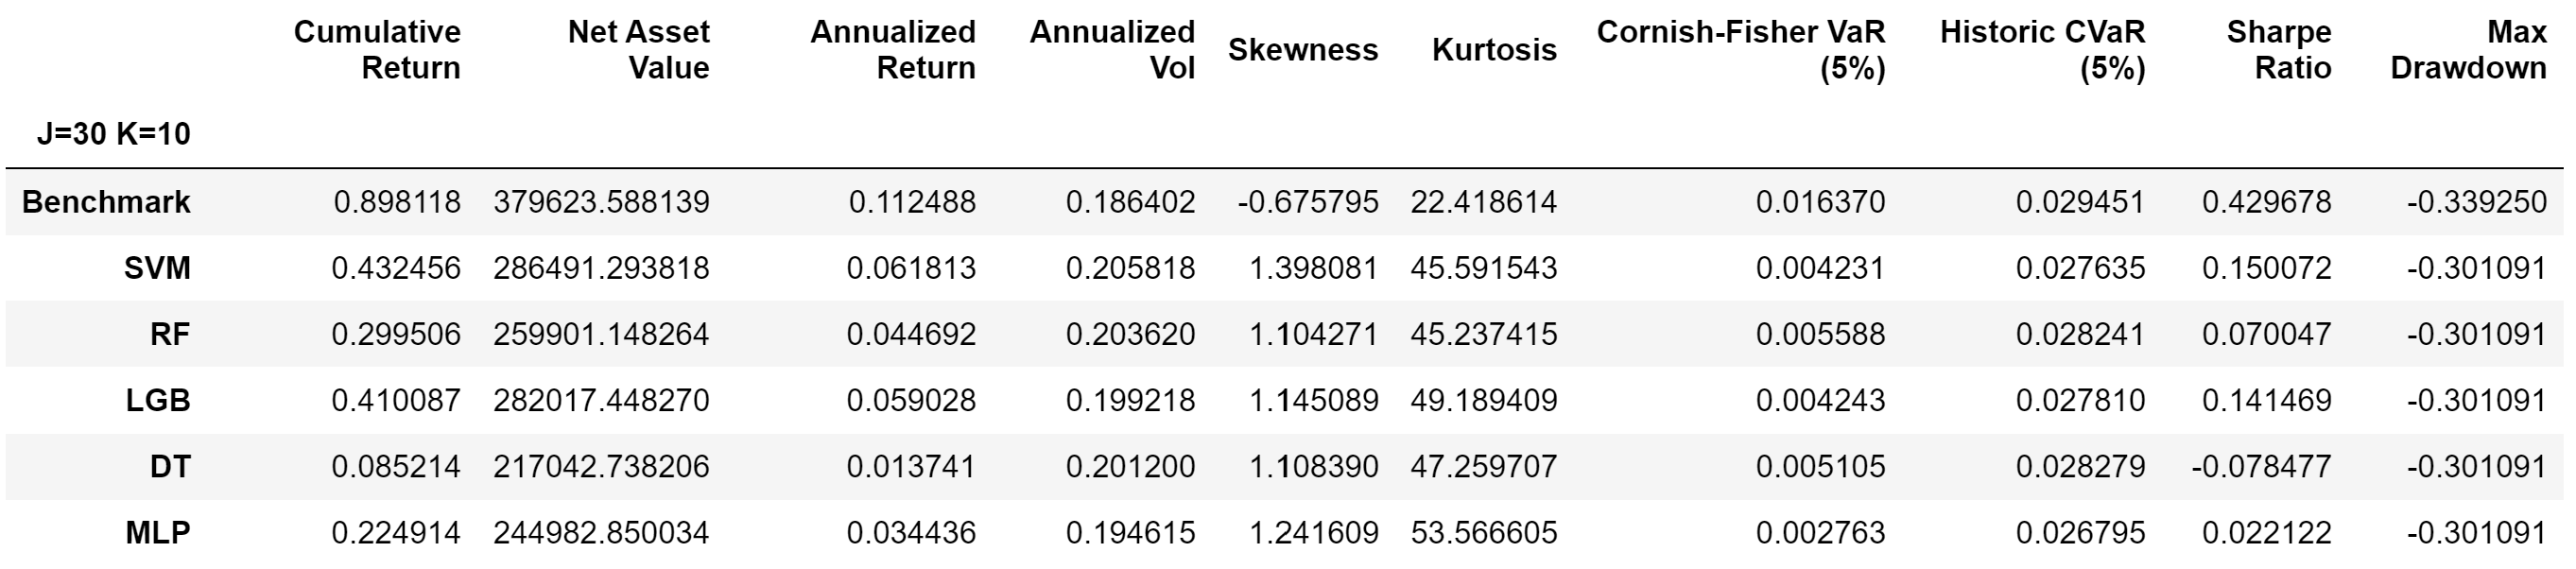 Cumulative Return Net Asset Value Annualized Return Annualized Vol Skewness Kurtosis Cornish-Fisher VaR (5%) Historic CVaR (5%) Sharpe Ratio Max Drawdown
J=30 K=10
Benchmark 0.898118 379623.588139 0.112488 0.186402 -0.675795 22.418614 0.016370 0.029451 0.429678 -0.339250
SVM 0.432456 286491.293818 0.061813 0.205818 1.398081 45.591543 0.004231 0.027635 0.150072 -0.301091
RF 0.299506 259901.148264 0.044692 0.203620 1.104271 45.237415 0.005588 0.028241 0.070047 -0.301091
LGB 0.410087 282017.448270 0.059028 0.199218 1.145089 49.189409 0.004243 0.027810 0.141469 -0.301091
DT 0.085214 217042.738206 0.013741 0.201200 1.108390 47.259707 0.005105 0.028279 -0.078477 -0.301091
MLP 0.224914 244982.850034 0.034436 0.194615 1.241609 53.566605 0.002763 0.026795 0.022122 -0.301091